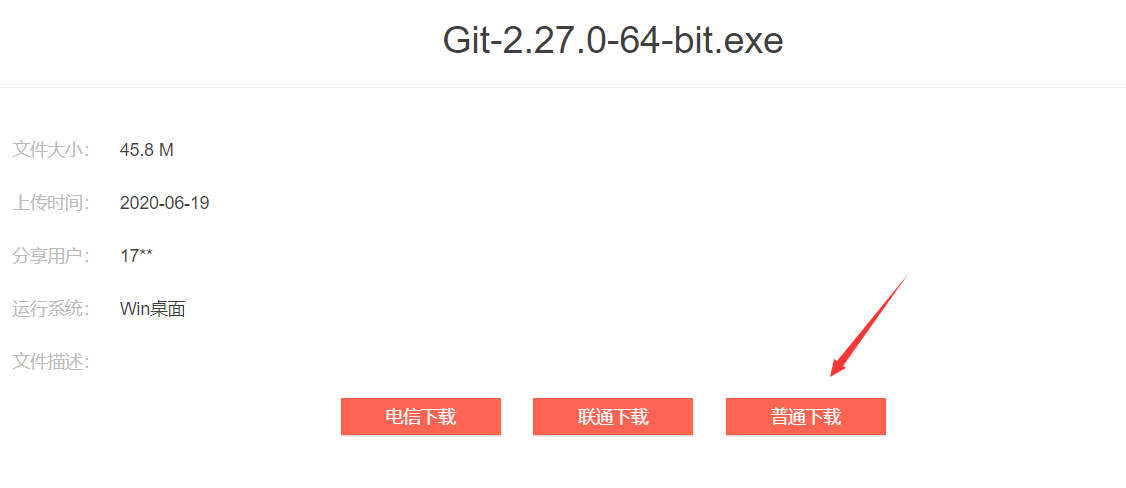 Git-2.27.0-64-bit.exe
文件大小： 45.8 M
上传时间： 2020-06-19
分享用户： 17**
运行系统： Win桌面
文件描述：
电信下载 联通下载 普通下载